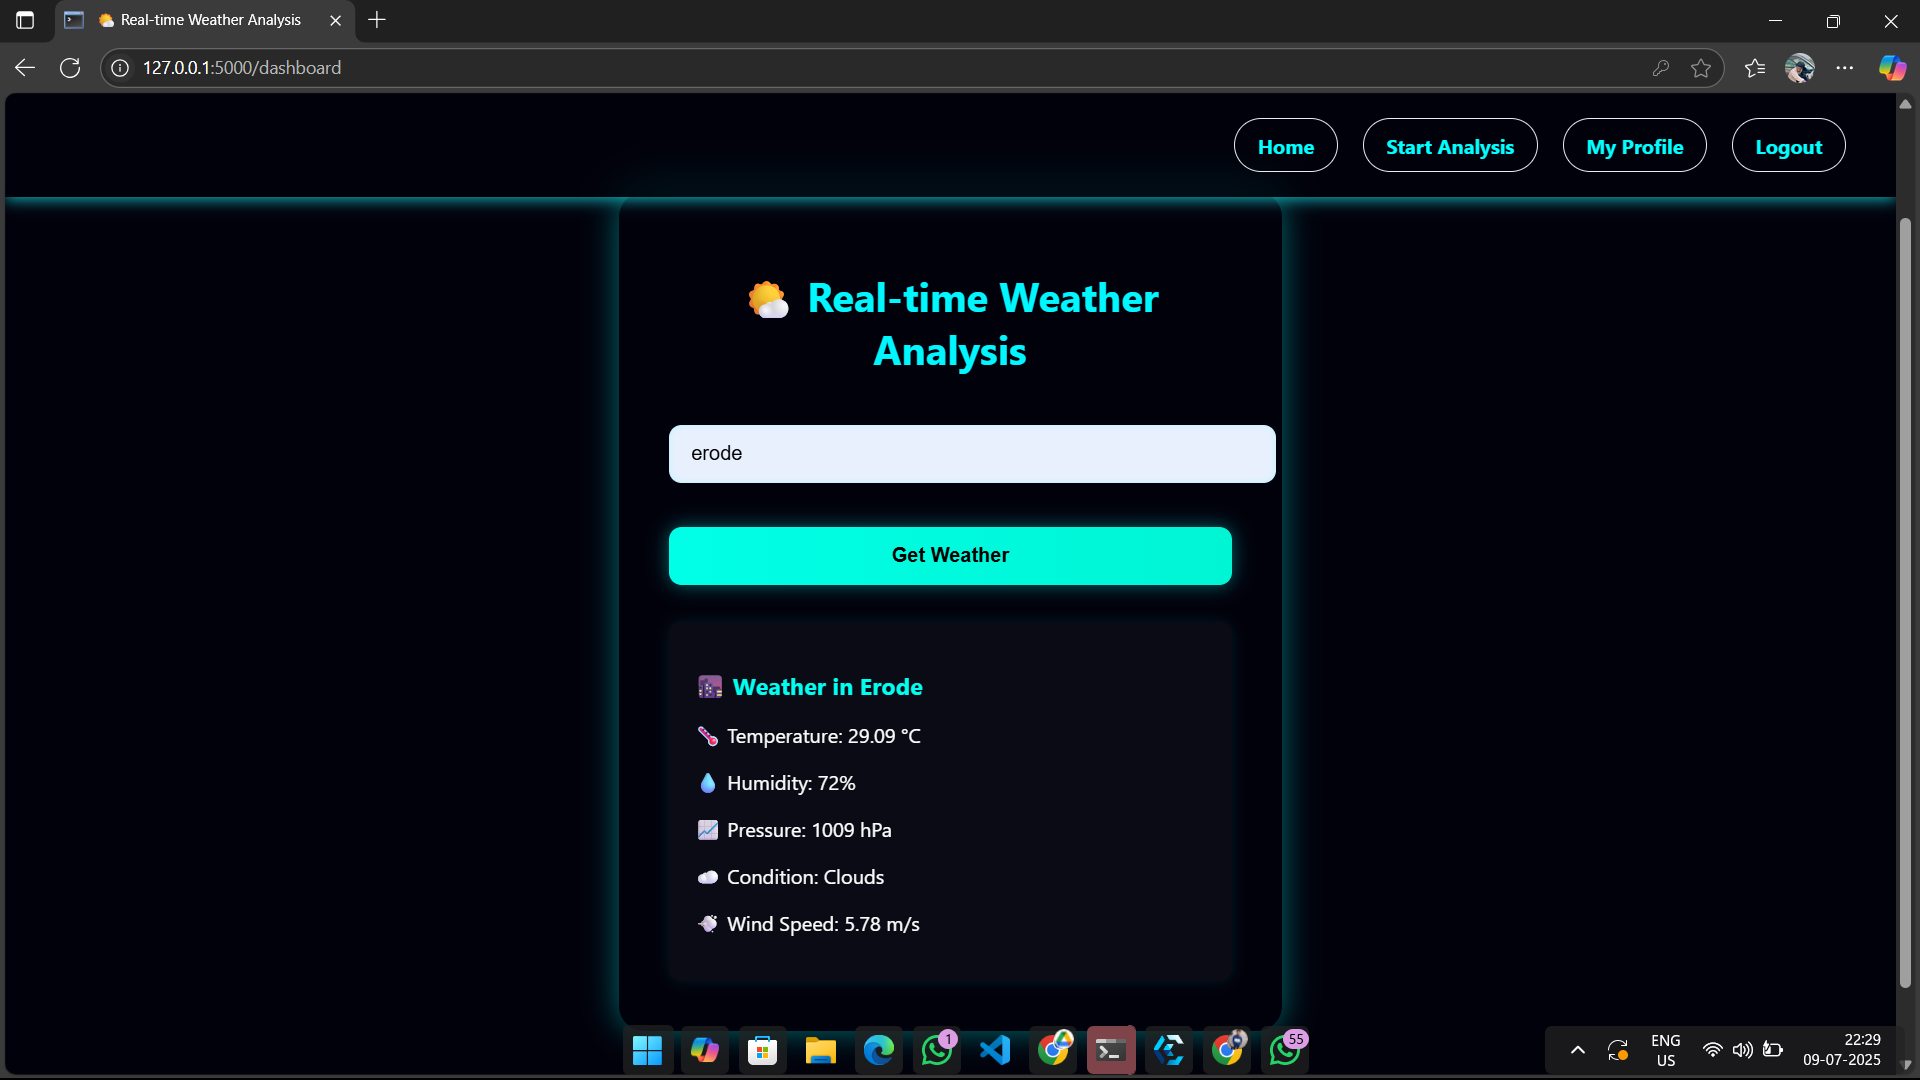 Real-time Weather Analysis
127.0.0.1:5000/dashboard
Home Start Analysis My Profile Logout
Real-time Weather
Analysis
erode
Get Weather
Weather in Erode
Temperature: 29.09 °C
Humidity: 72%
Pressure: 1009 hPa
Condition: Clouds
Wind Speed: 5.78 m/s
1
55
ENG
US
22:29
09-07-2025